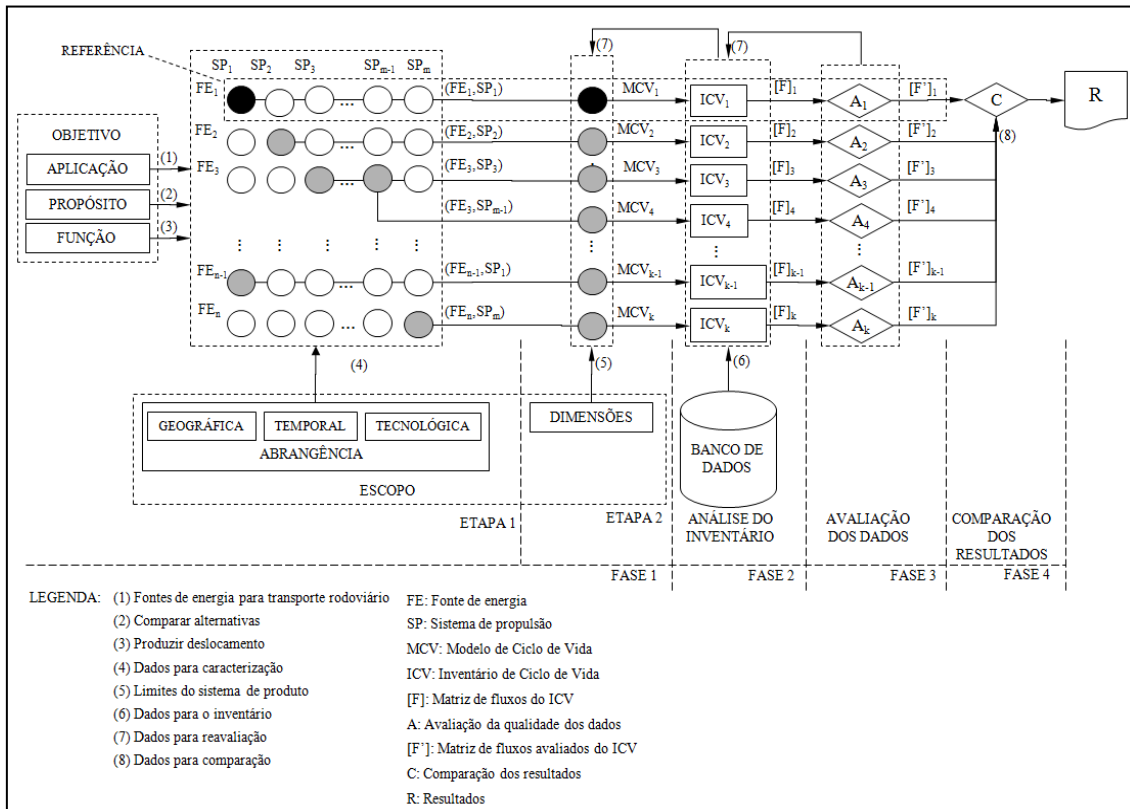 REFERÊNCIA
SP1 SP2 SP3 SPm-1 SPm
(7) (7)
FE1 ... (FE1,SP1) MCV1 ICV1 [F]1 A1 [F']1 C R
OBJETIVO
FE2 ... (FE2,SP2) MCV2 ICV2 [F]2 A2 [F']2 (8)
APLICAÇÃO (1)
FE3 ... (FE3,SP3) MCV3 ICV3 [F]3 A3 [F']3
PROPÓSITO (2)
(FE3,SPm-1) MCV4 ICV4 [F]4 A4 [F']4
FUNÇÃO (3)
FEn-1 ... (FEn-1,SP1) MCVk-1 ICVk-1 [F]k-1 Ak-1 [F']k-1
FEn ... (FEn,SPm) MCVk ICVk [F]k Ak [F']k
(4) (5) (6)
GEOGRÁFICA TEMPORAL TECNOLÓGICA
ABRANGÊNCIA
DIMENSÕES
ESCOPO
BANCO DE
DADOS
ETAPA 1
ETAPA 2
ANÁLISE DO
INVENTÁRIO
AVALIAÇÃO
DOS DADOS
COMPARAÇÃO
DOS
RESULTADOS
FASE 1 FASE 2 FASE 3 FASE 4
LEGENDA:
(1) Fontes de energia para transporte rodoviário
(2) Comparar alternativas
(3) Produzir deslocamento
(4) Dados para caracterização
(5) Limites do sistema de produto
(6) Dados para o inventário
(7) Dados para reavaliação
(8) Dados para comparação
FE: Fonte de energia
SP: Sistema de propulsão
MCV: Modelo de Ciclo de Vida
ICV: Inventário de Ciclo de Vida
[F]: Matriz de fluxos do ICV
A: Avaliação da qualidade dos dados
[F']: Matriz de fluxos avaliados do ICV
C: Comparação dos resultados
R: Resultados